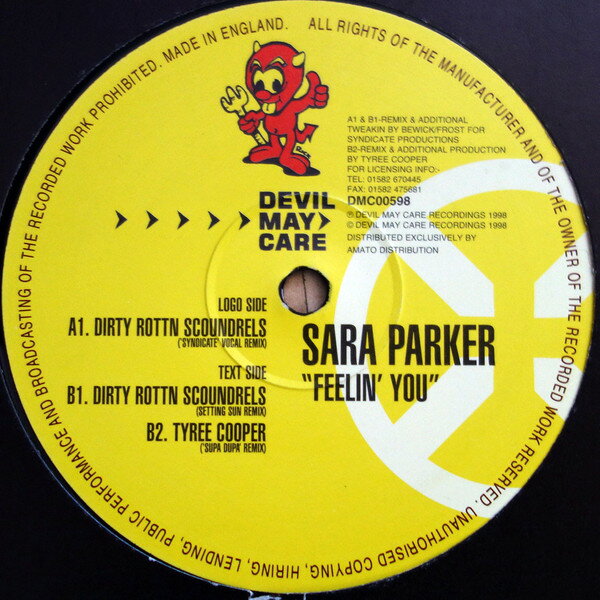 UNAUTHORISED COPYING, HIRING, LENDING, PUBLIC PERFORMANCE AND BROADCASTING OF THE RECORDED WORK PROHIBITED. MADE IN ENGLAND. ALL RIGHTS OF THE MANUFACTURER AND OF THE OWNER OF THE RECORDED WORK RESERVED.
A1 & B1-REMIX & ADDITIONAL
TWEAKIN BY BEWICK/FROST FOR
SYNDICATE PRODUCTIONS
B2-REMIX & ADDITIONAL PRODUCTION
BY TYREE COOPER
FOR LICENSING INFO:-
TEL: 01582 670445
FAX: 01582 475681
DMC00598
℗ DEVIL MAY CARE RECORDINGS 1998
© DEVIL MAY CARE RECORDINGS 1998
DISTRIBUTED EXCLUSIVELY BY
AMATO DISTRIBUTION
DEVIL
MAY
CARE
LOGO SIDE
A1. DIRTY ROTTN SCOUNDRELS
('SYNDICATE' VOCAL REMIX)
TEXT SIDE
B1. DIRTY ROTTN SCOUNDRELS
(SETTING SUN REMIX)
B2. TYREE COOPER
('SUPA DUPA' REMIX)
SARA PARKER
"FEELIN' YOU"